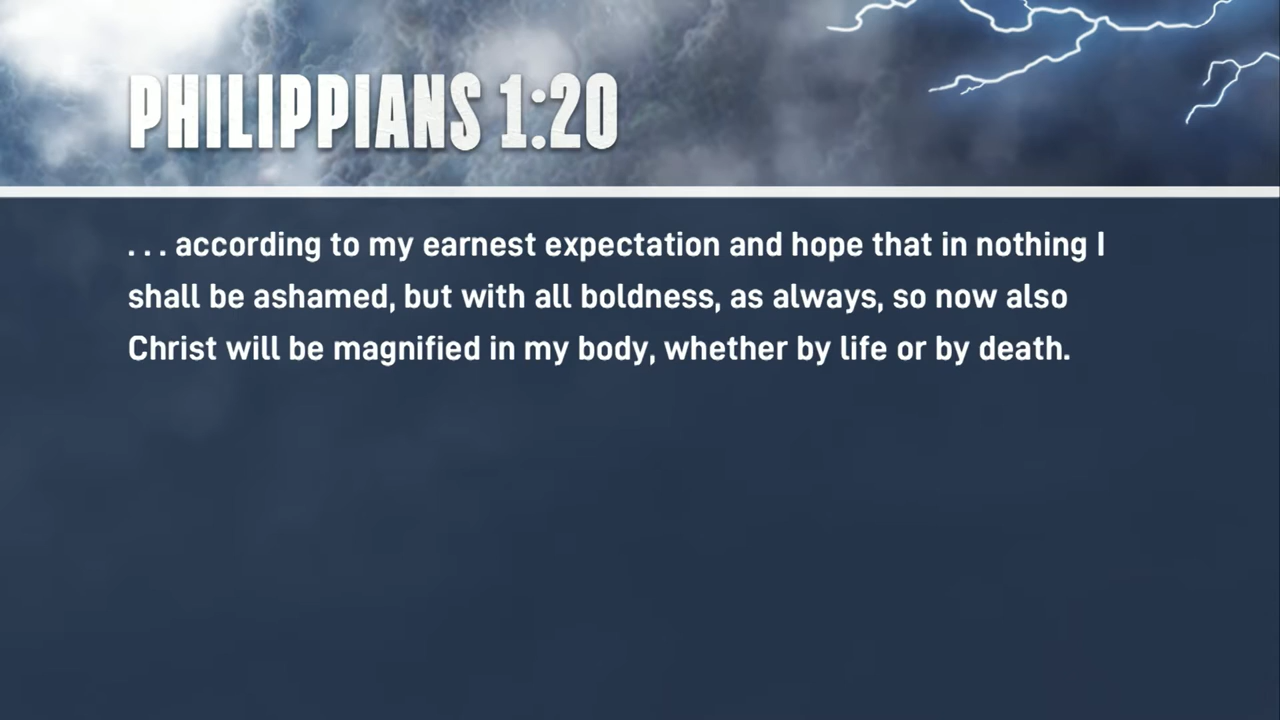 PHILIPPIANS 1:20
. . . according to my earnest expectation and hope that in nothing I
shall be ashamed, but with all boldness, as always, so now also
Christ will be magnified in my body, whether by life or by death.